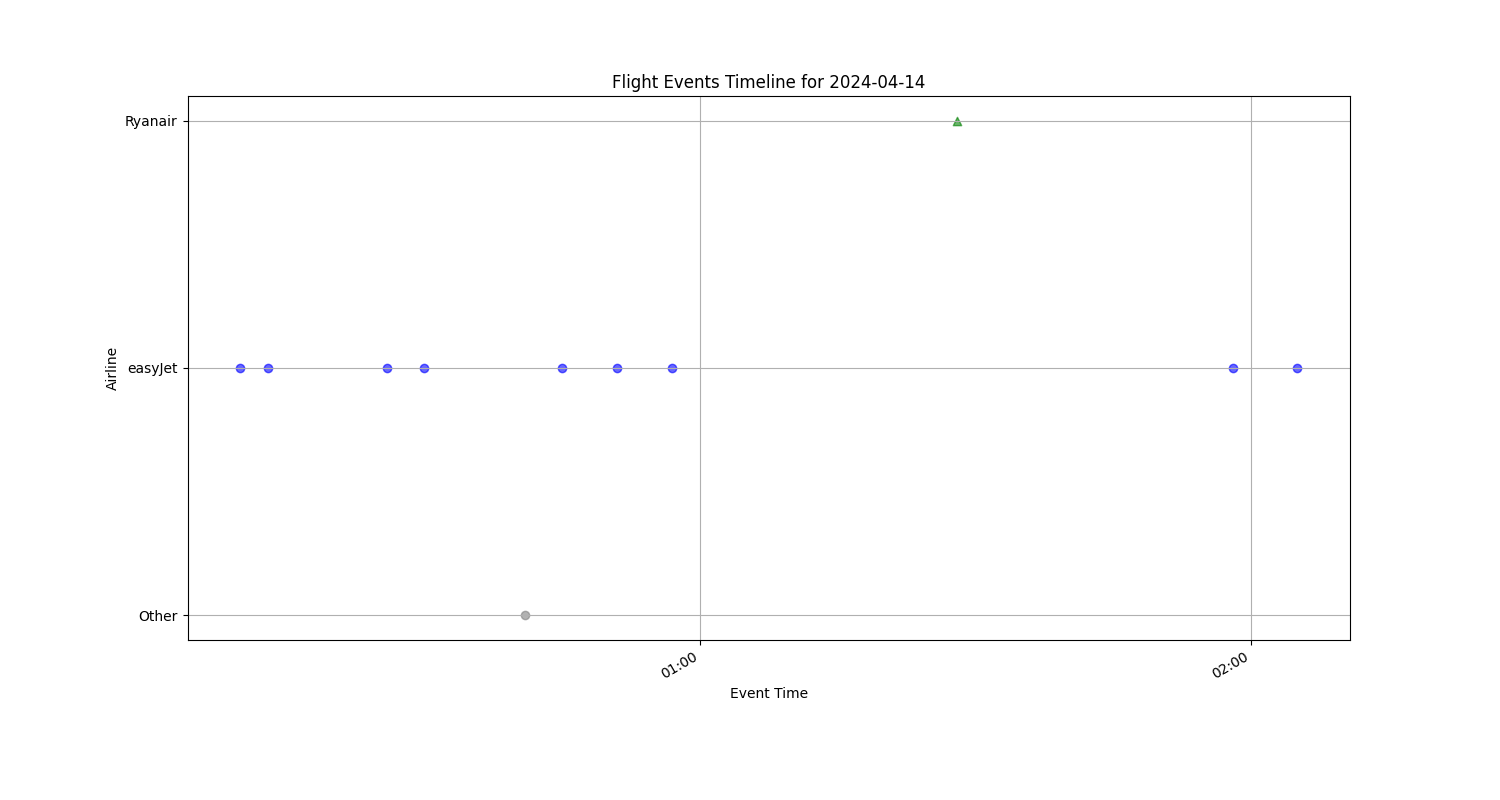 Flight Events Timeline for 2024-04-14
Ryanair
easyJet
Other
Airline
01:00
02:00
Event Time